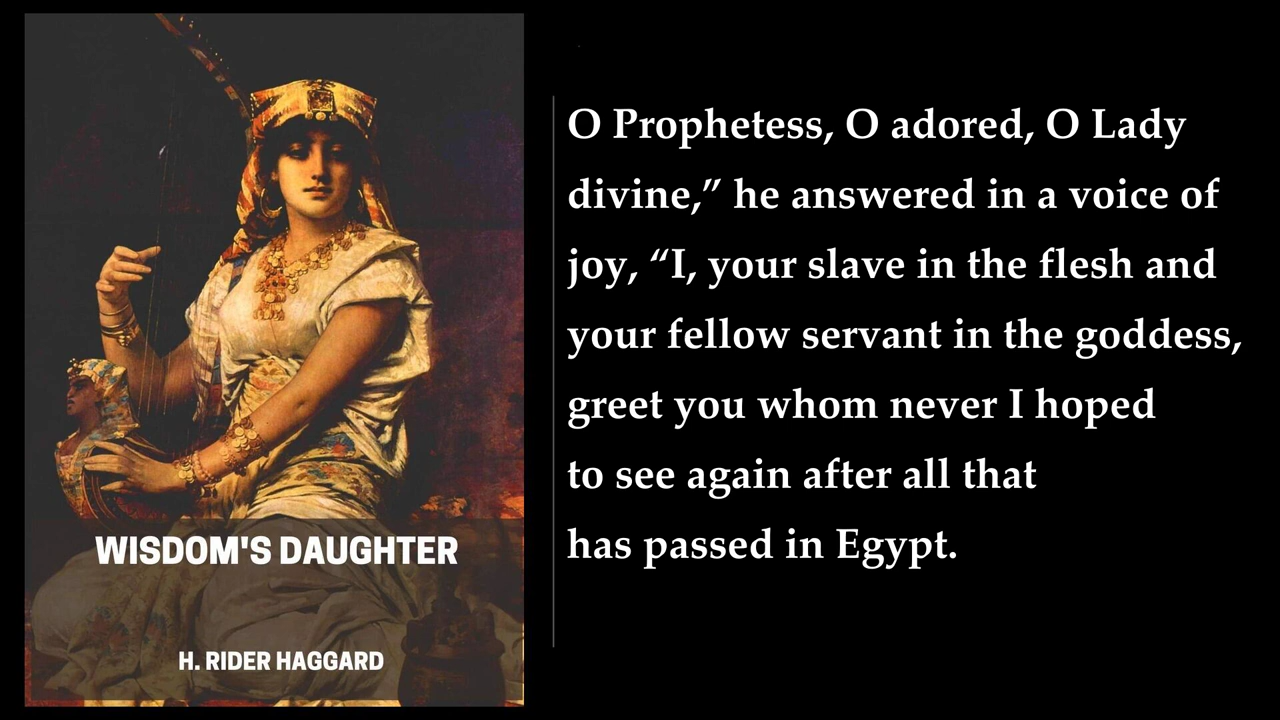 WISDOM'S DAUGHTER
H. RIDER HAGGARD
O Prophetess, O adored, O Lady
divine,” he answered in a voice of
joy, “I, your slave in the flesh and
your fellow servant in the goddess,
greet you whom never I hoped
to see again after all that
has passed in Egypt.